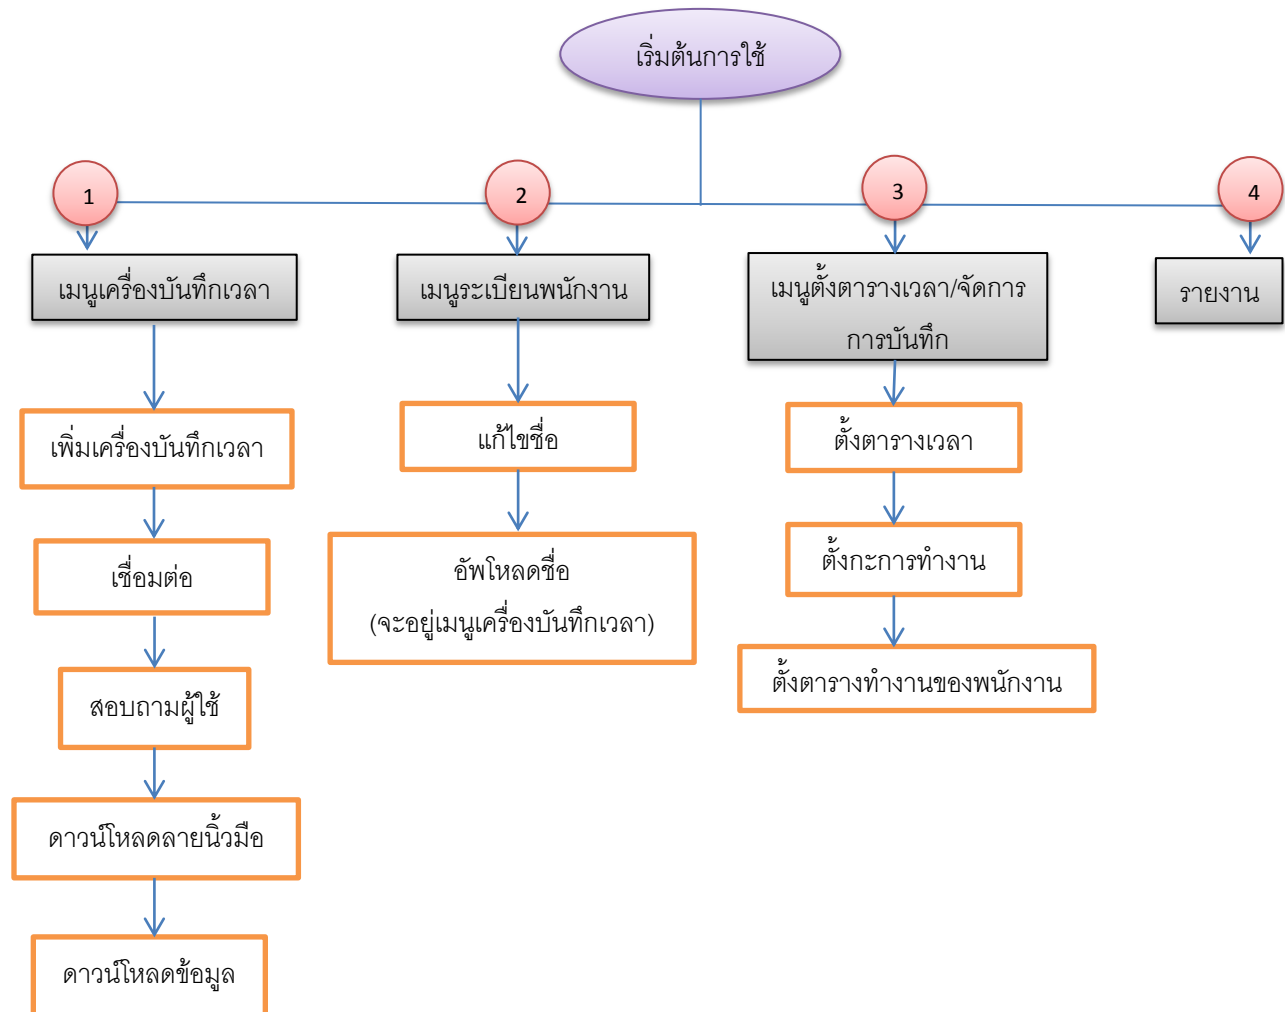 เริ่มต้นการใช้
1
2
3
4
เมนูเครื่องบันทึกเวลา
เมนูระเบียนพนักงาน
เมนูตั้งตารางเวลา/จัดการ
การบันทึก
รายงาน
เพิ่มเครื่องบันทึกเวลา
เชื่อมต่อ
สอบถามผู้ใช้
ดาวน์โหลดลายนิ้วมือ
ดาวน์โหลดข้อมูล
แก้ไขชื่อ
อัพโหลดชื่อ
(จะอยู่เมนูเครื่องบันทึกเวลา)
ตั้งตารางเวลา
ตั้งกะการทำงาน
ตั้งตารางทำงานของพนักงาน